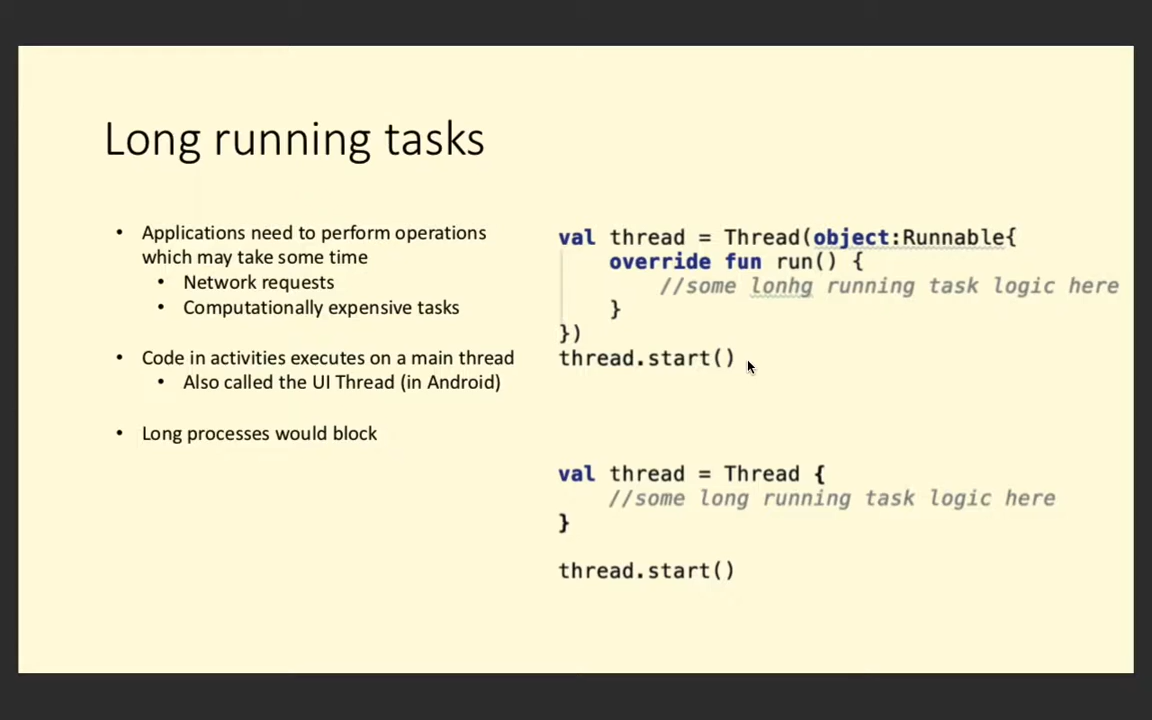 Long running tasks
• Applications need to perform operations
which may take some time
• Network requests
• Computationally expensive tasks
• Code in activities executes on a main thread
• Also called the UI Thread (in Android)
• Long processes would block
val thread = Thread(object:Runnable{
override fun run() {
//some lonhg running task logic here
}
})
thread.start()
val thread = Thread {
//some long running task logic here
}
thread.start()